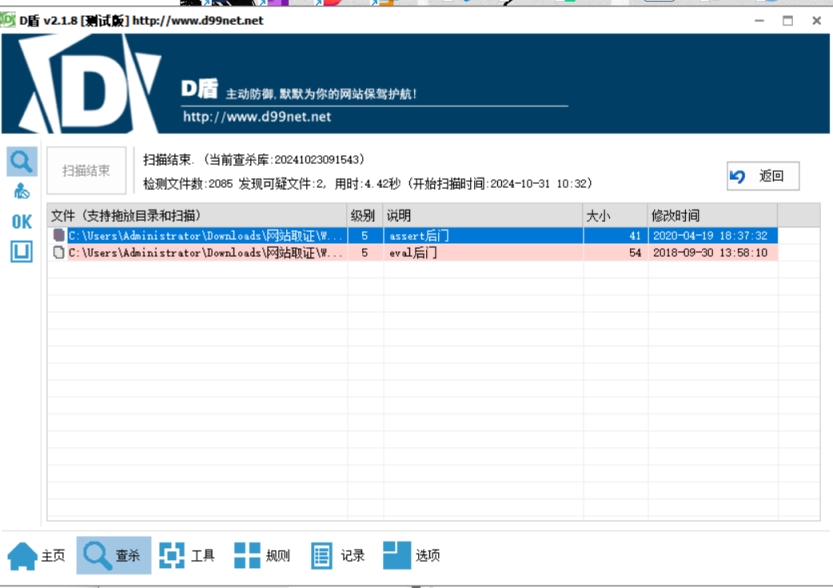 D盾 v2.1.8 [测试版] http://www.d99net.net
D盾 主动防御,默默为你的网站保驾护航!
http://www.d99net.net
扫描结束
扫描结束. (当前查杀库:20241023091543)
检测文件数:2085 发现可疑文件:2, 用时:4.42秒 (开始扫描时间:2024-10-31 10:32)
返回
OK
文件 (支持拖放目录和扫描) 级别 说明 大小 修改时间
C:\Users\Administrator\Downloads\网站取证\W... 5 assert后门 41 2020-04-19 18:37:32
C:\Users\Administrator\Downloads\网站取证\W... 5 eval后门 54 2018-09-30 13:58:10
主页 查杀 工具 规则 记录 选项